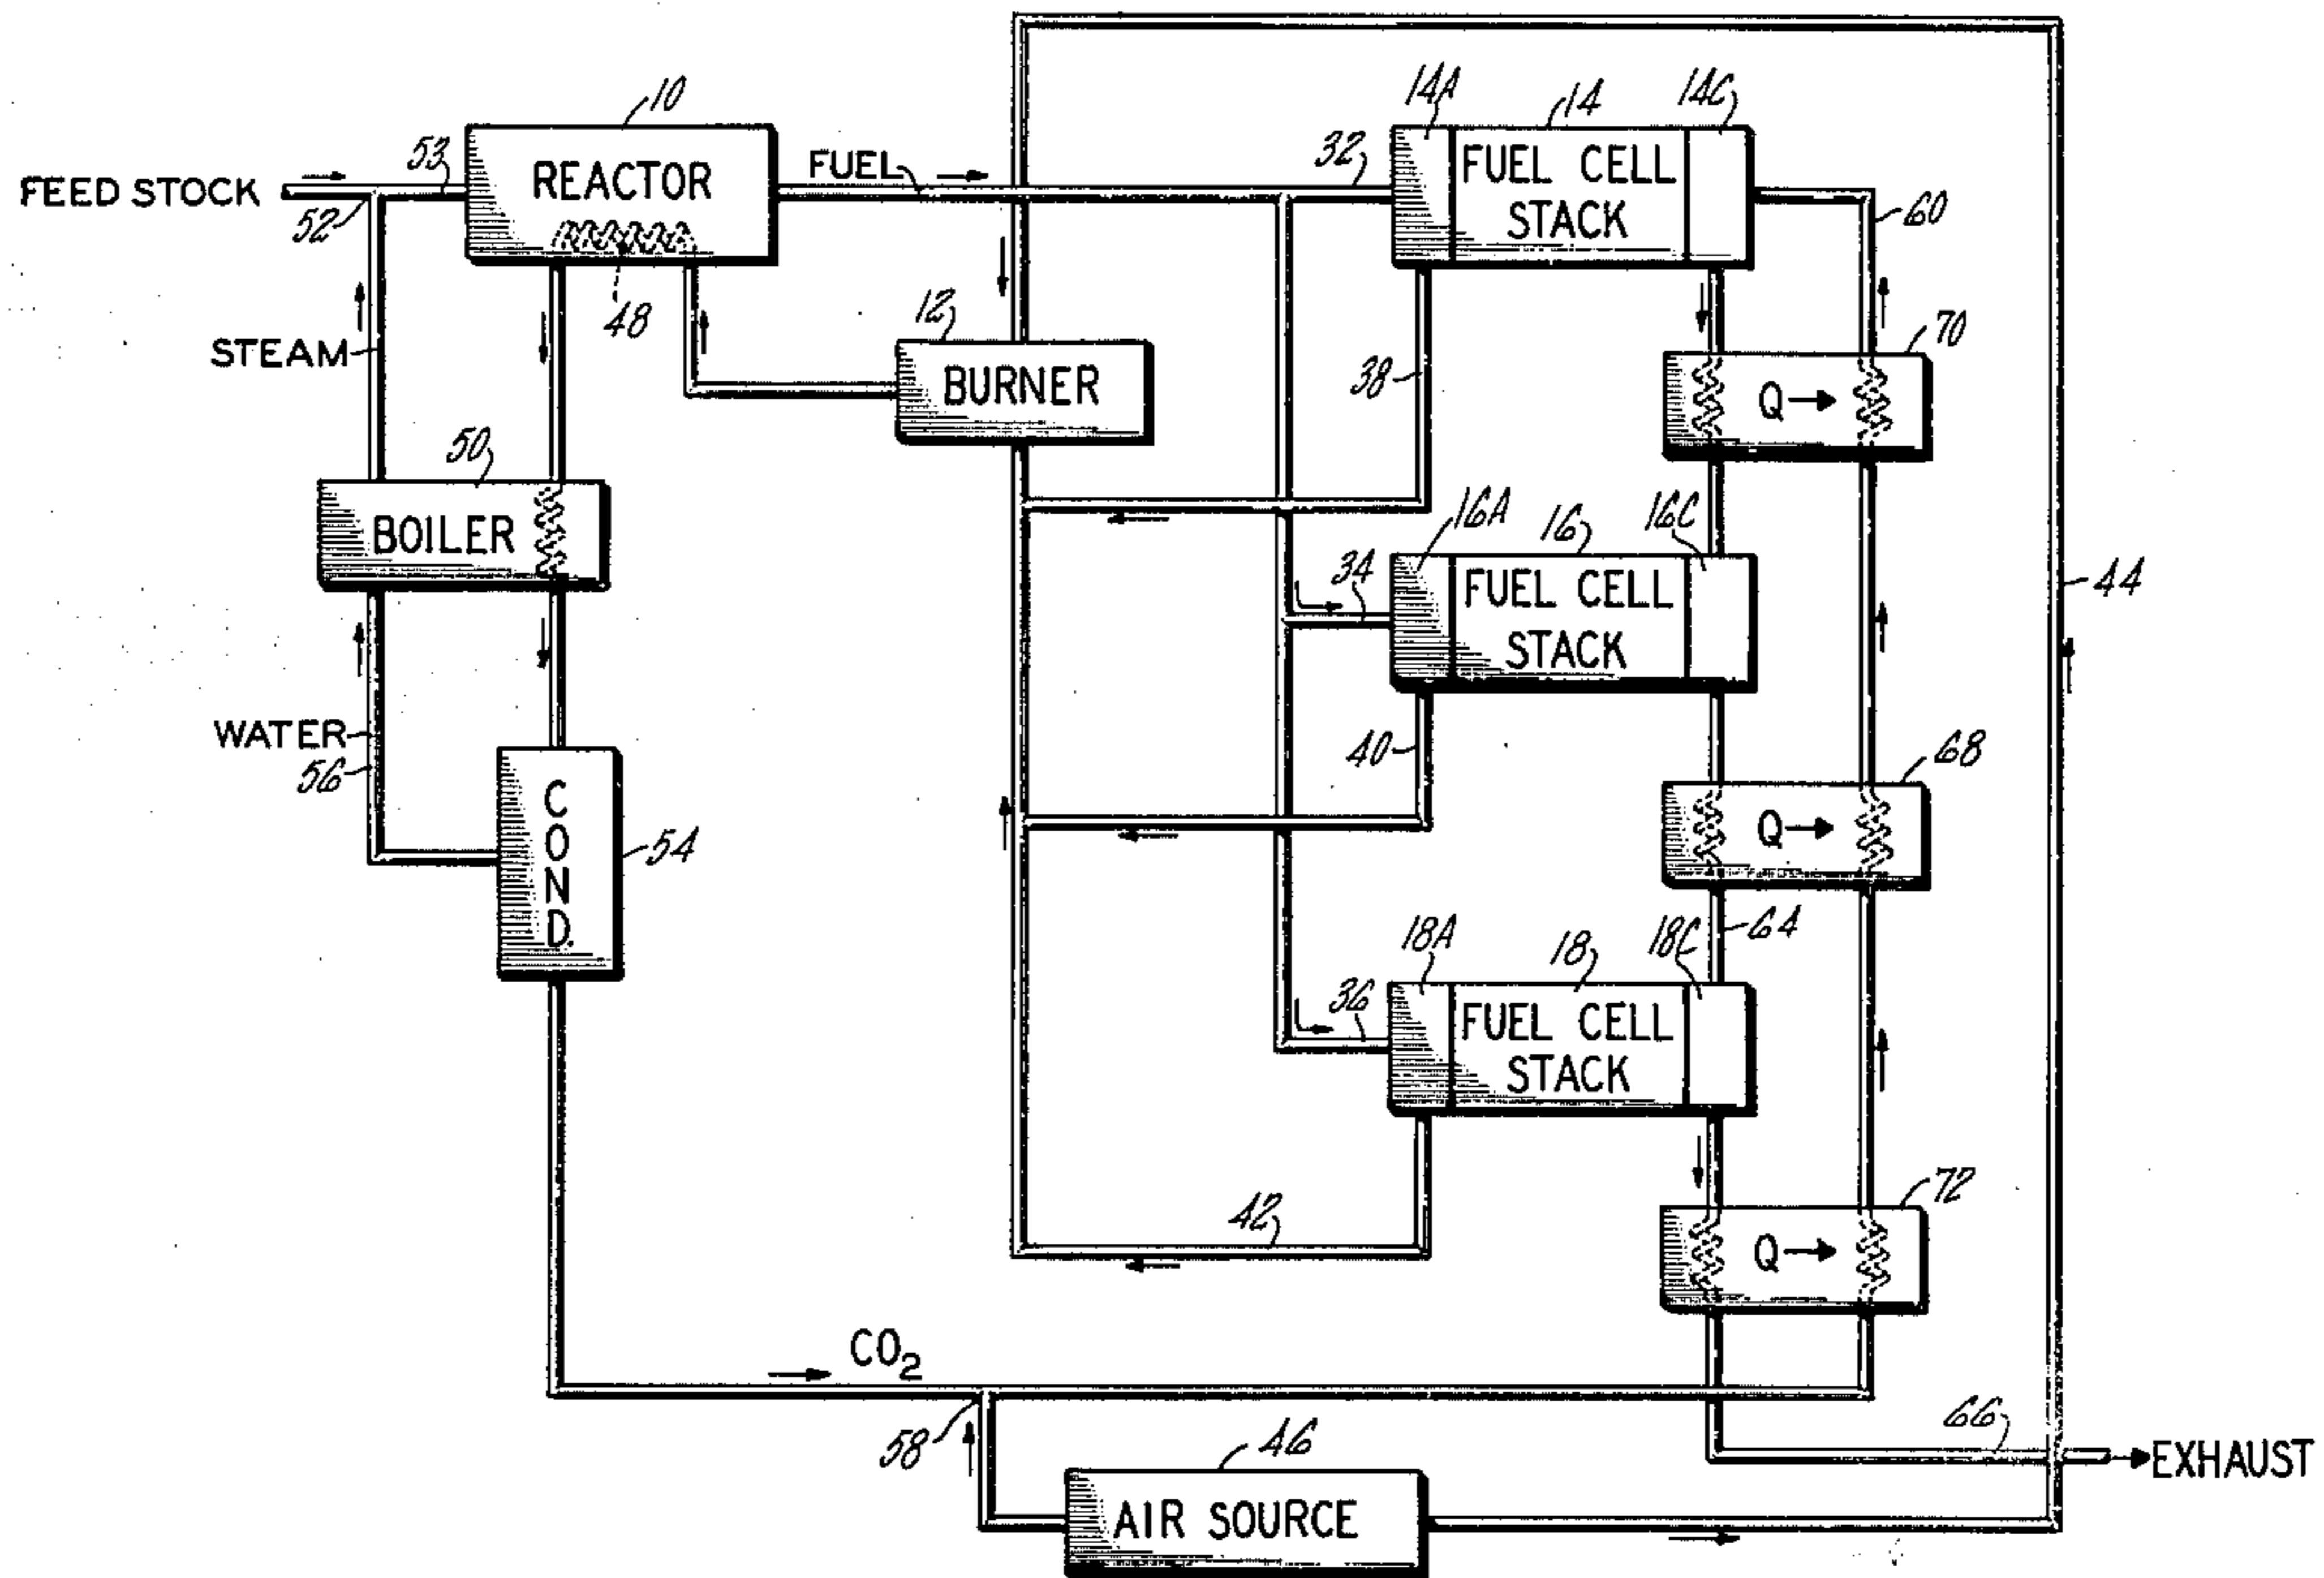 10
14A
14
14C
FEED STOCK
52
53
REACTOR
48
FUEL
32
FUEL CELL
STACK
60
STEAM
12
BURNER
38
Q
70
50
BOILER
16A
16
16C
34
FUEL CELL
STACK
44
WATER
56
COND.
54
40
Q
68
64
18A
18
18C
36
FUEL CELL
STACK
42
Q
72
CO2
58
46
AIR SOURCE
66
EXHAUST